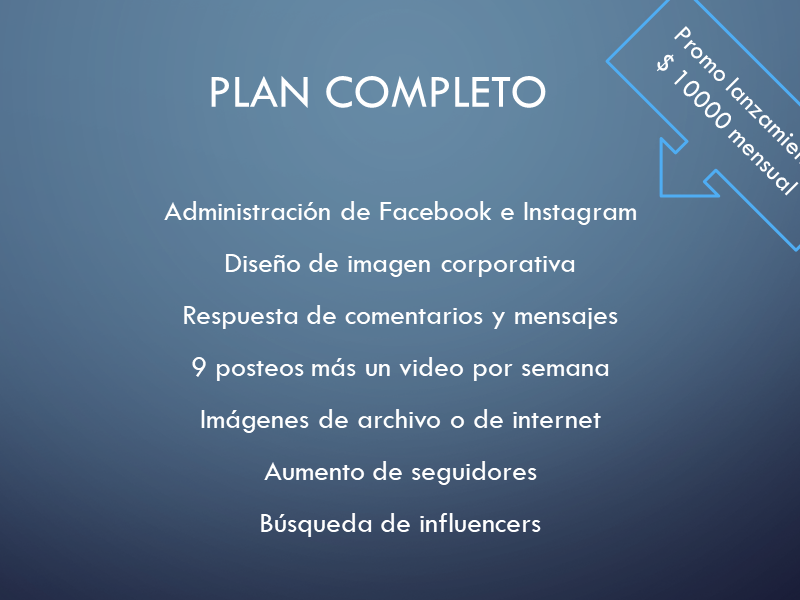 PLAN COMPLETO
Promo
$ 10000 mensual
Administración de Facebook e Instagram
Diseño de imagen corporativa
Respuesta de comentarios y mensajes
9 posteos más un video por semana
Imágenes de archivo o de internet
Aumento de seguidores
Búsqueda de influencers